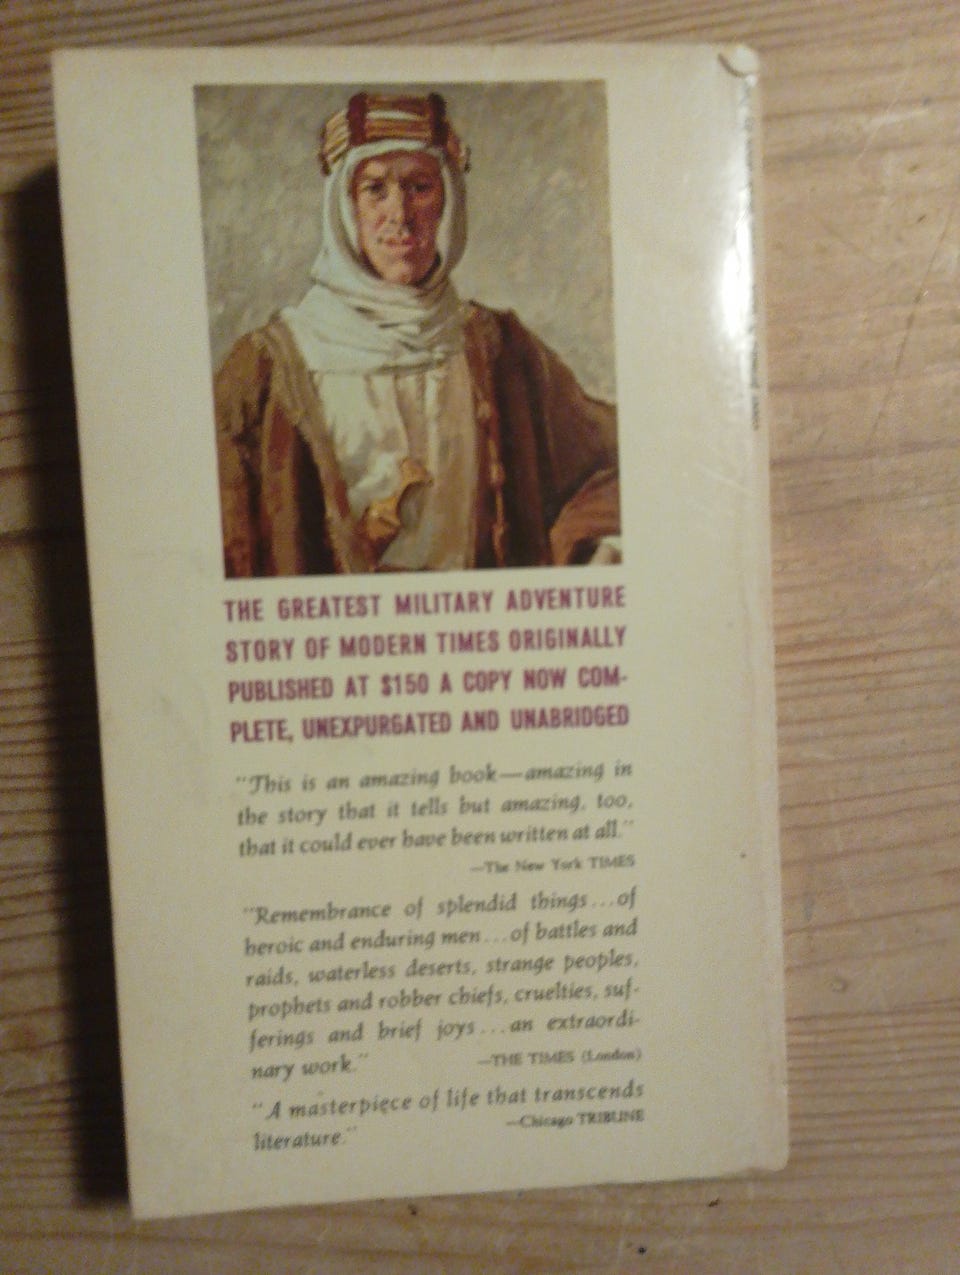 THE GREATEST MILITARY ADVENTURE
STORY OF MODERN TIMES ORIGINALLY
PUBLISHED AT $150 A COPY NOW COM-
PLETE, UNEXPURGATED AND UNABRIDGED
"This is an amazing book—amazing in
the story that it tells but amazing, too,
that it could ever have been written at all."
—The New York TIMES
"Remembrance of splendid things...of
heroic and enduring men...of battles and
raids, waterless deserts, strange peoples,
prophets and robber chiefs, cruelties, suf-
ferings and brief joys...an extraordi-
nary work."
—THE TIMES (London)
"A masterpiece of life that transcends
literature."
—Chicago TRIBUNE